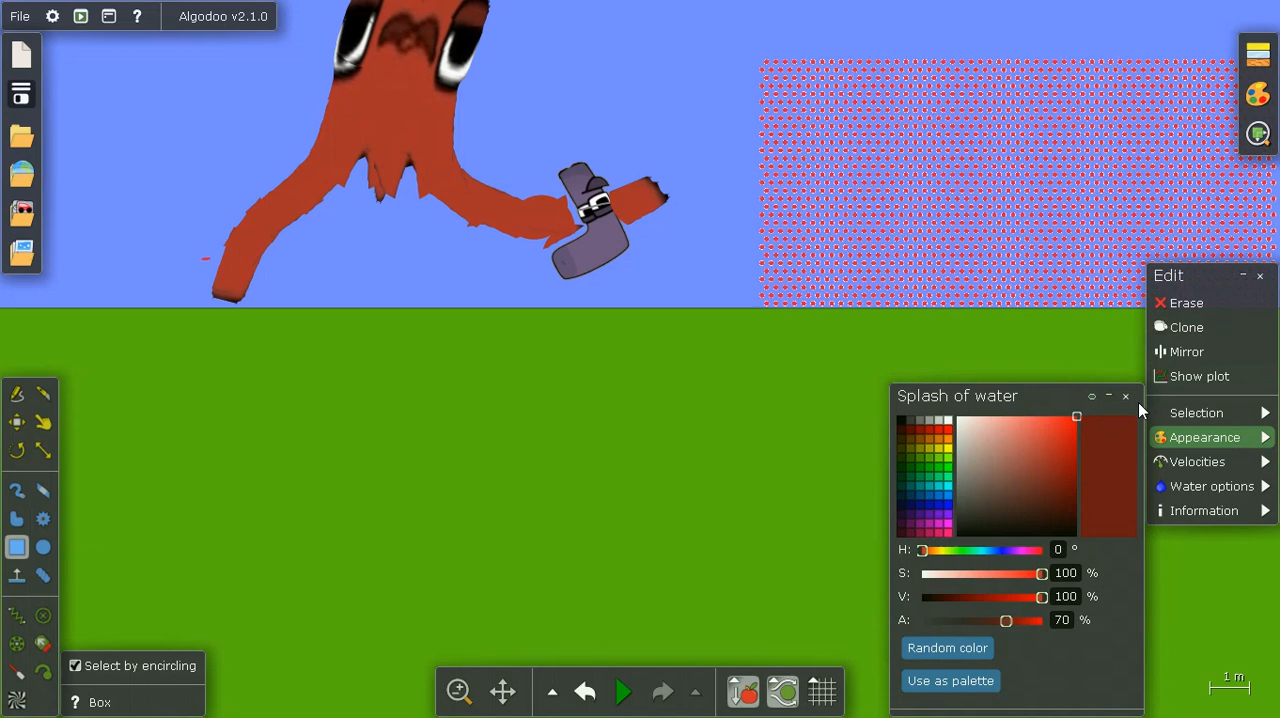 File ? Algodoo v2.1.0
Edit
Erase
Clone
Mirror
Show plot
Selection
Appearance
Velocities
Water options
Information
Splash of water
H: 0 °
S: 100 %
V: 100 %
A: 70 %
Random color
Use as palette
Select by encircling
? Box
1 m